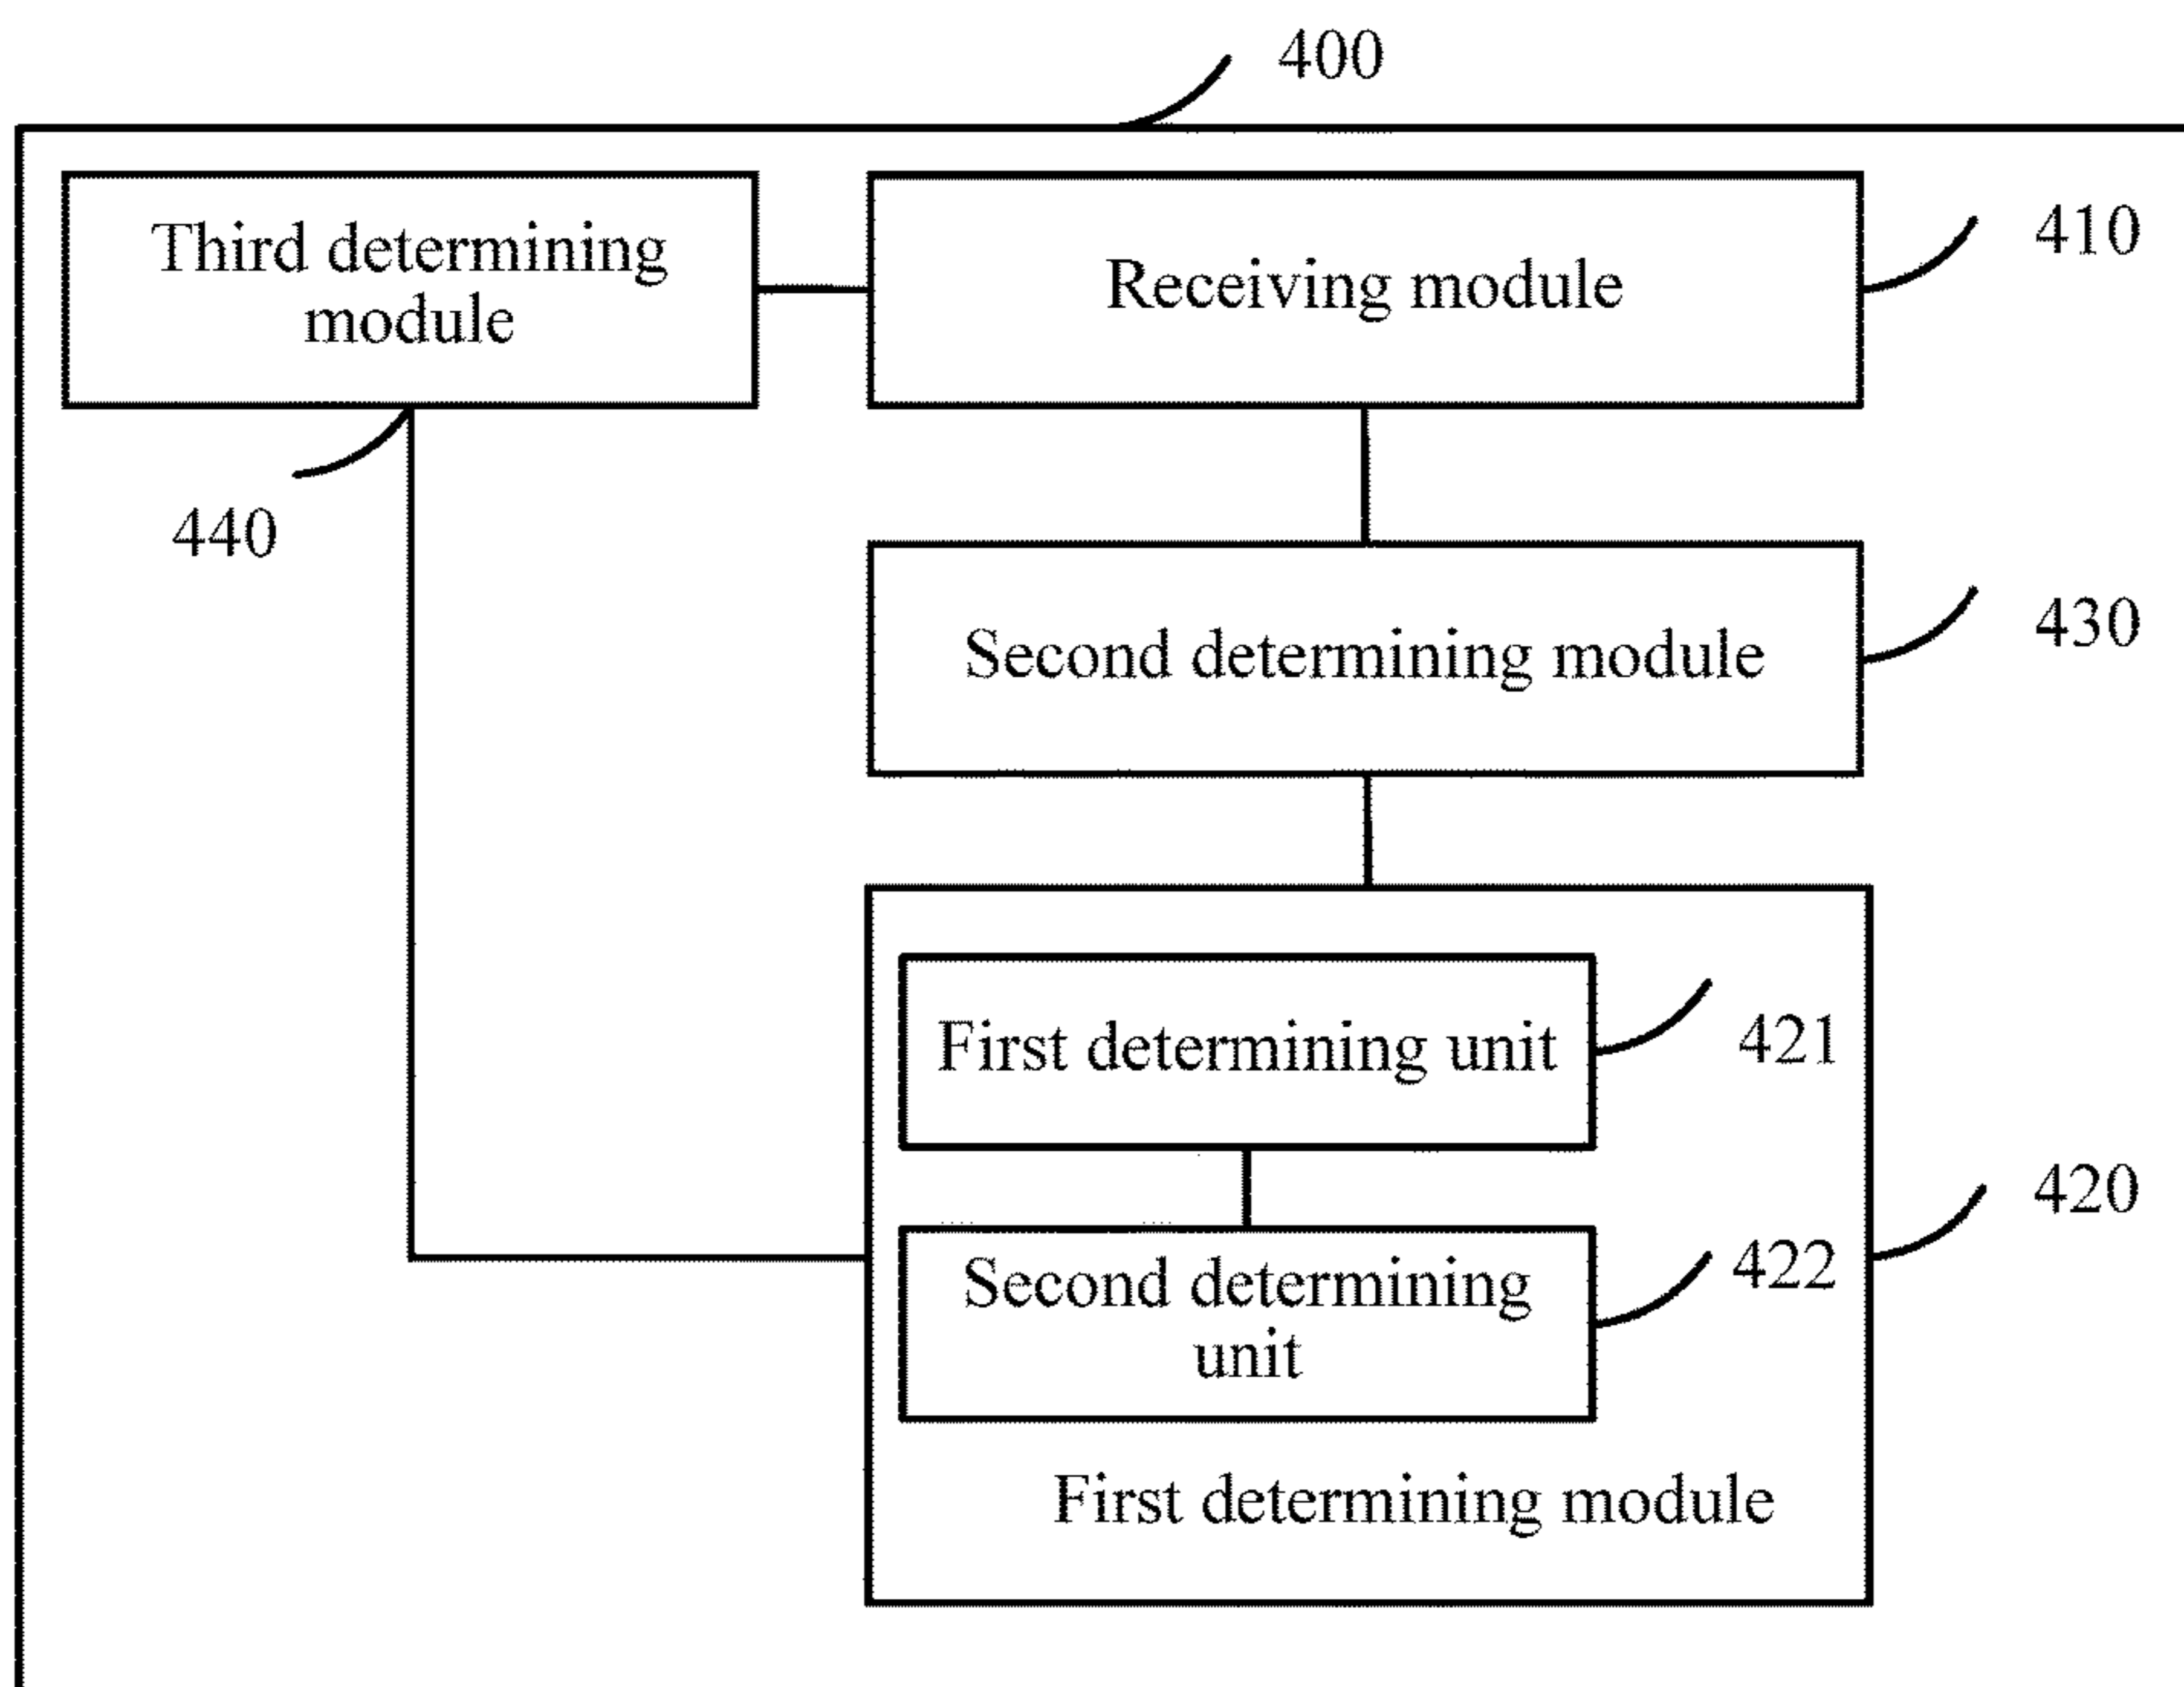 400
Third determining
module
Receiving module
410
440
Second determining module
430
First determining unit
421
Second determining
unit
422
420
First determining module